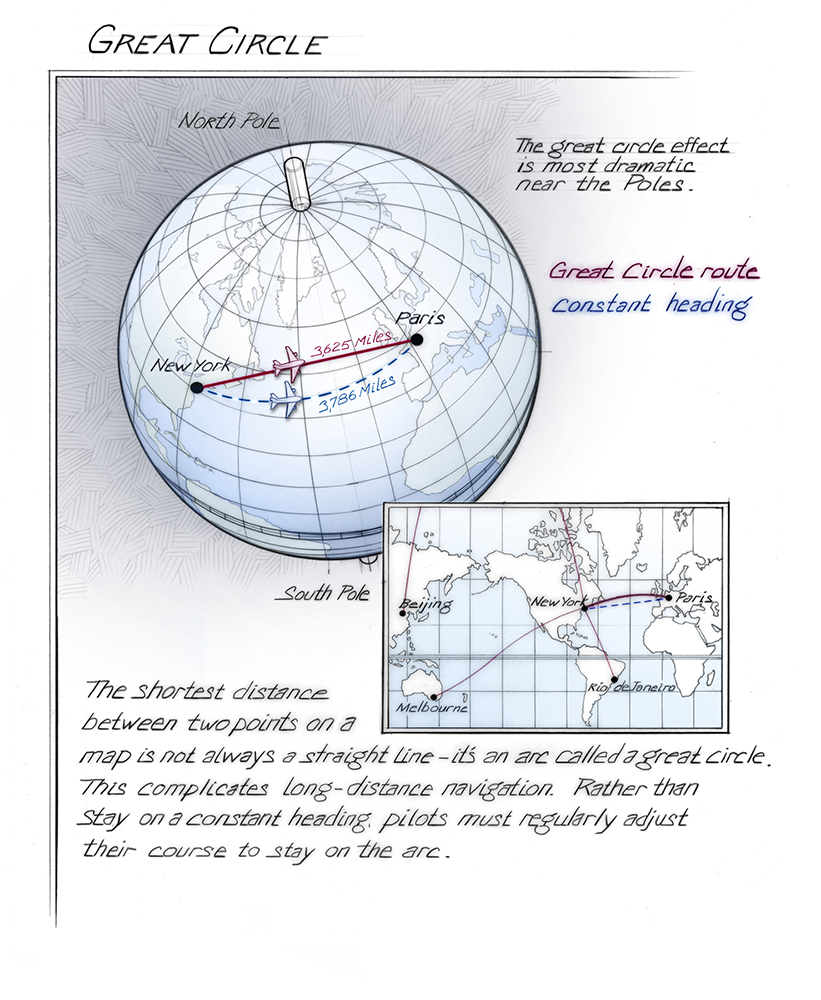 GREAT CIRCLE
North Pole
The great circle effect
is most dramatic
near the Poles.
Great Circle route
constant heading
Paris
3,625 Miles
New York
3,786 Miles
South Pole
Beijing
New York
Paris
Rio de Janeiro
Melbourne
The shortest distance
between two points on a
map is not always a straight line – it's an arc called a great circle.
This complicates long-distance navigation. Rather than
stay on a constant heading, pilots must regularly adjust
their course to stay on the arc.